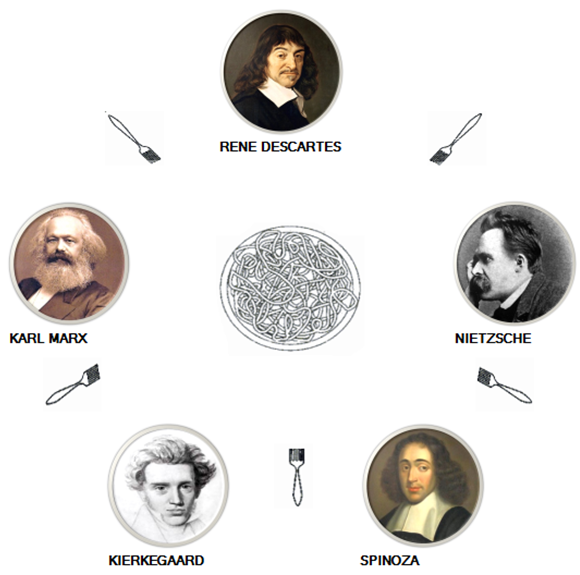 RENE DESCARTES
KARL MARX
NIETZSCHE
KIERKEGAARD
SPINOZA